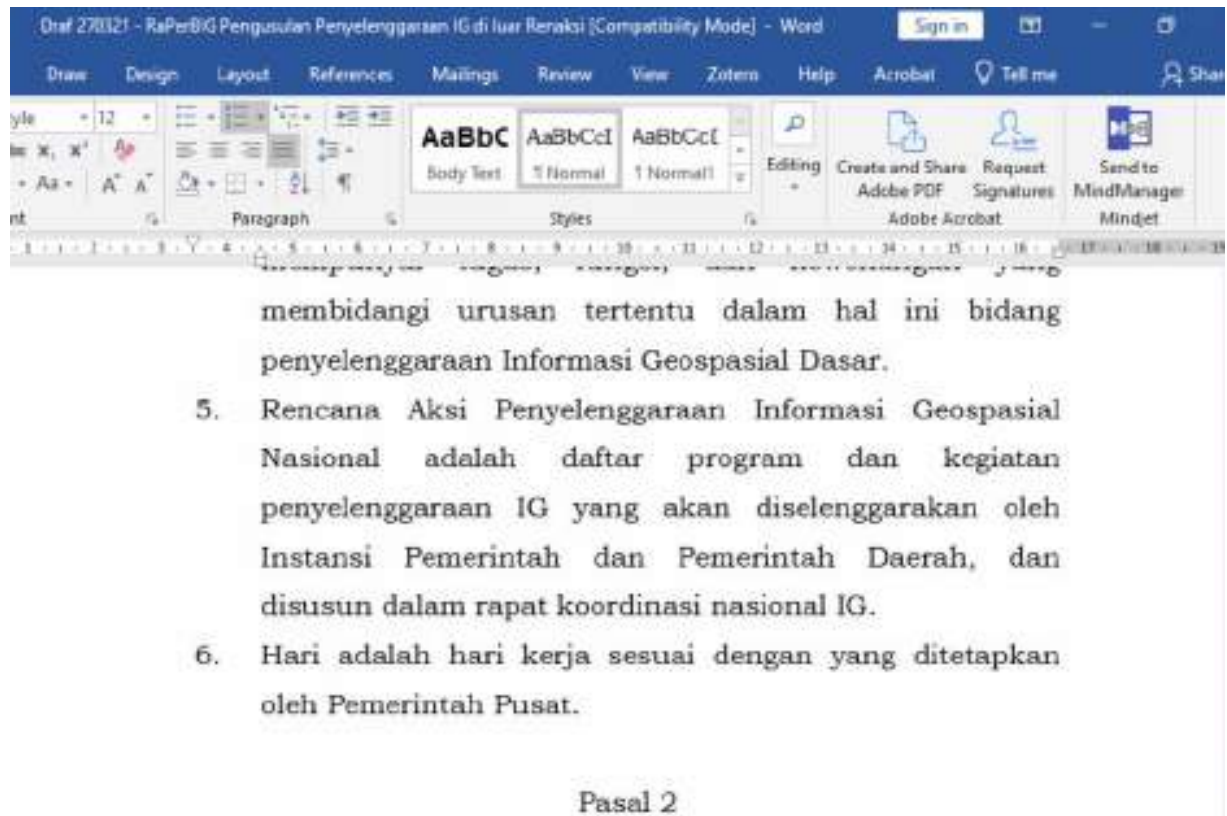 Draf 270321 - RaPerBIG Pengusulan Penyelenggaraan IG di luar Renaksi [Compatibility Mode] - Word Sign in
Draw Design Layout References Mailings Review View Zotero Help Acrobat Tell me Shar
yle 12
AaBbC AaBbCcI AaBbCcI
Body Text ¶ Normal 1 Normal1
Editing
Create and Share Adobe PDF
Request Signatures
Send to MindManager
nt Paragraph Styles Adobe Acrobat Mindjet
membidangi urusan tertentu dalam hal ini bidang
penyelenggaraan Informasi Geospasial Dasar.
5. Rencana Aksi Penyelenggaraan Informasi Geospasial
Nasional adalah daftar program dan kegiatan
penyelenggaraan IG yang akan diselenggarakan oleh
Instansi Pemerintah dan Pemerintah Daerah, dan
disusun dalam rapat koordinasi nasional IG.
6. Hari adalah hari kerja sesuai dengan yang ditetapkan
oleh Pemerintah Pusat.
Pasal 2